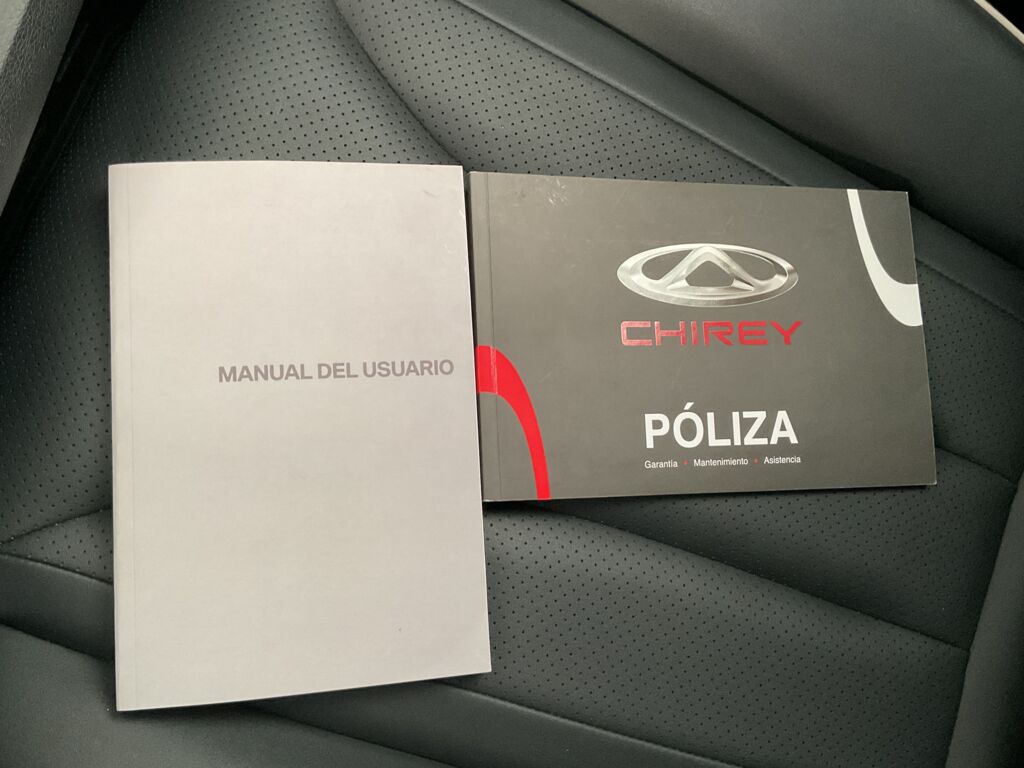 MANUAL DEL USUARIO
CHIREY
PÓLIZA
Garantía • Mantenimiento • Asistencia